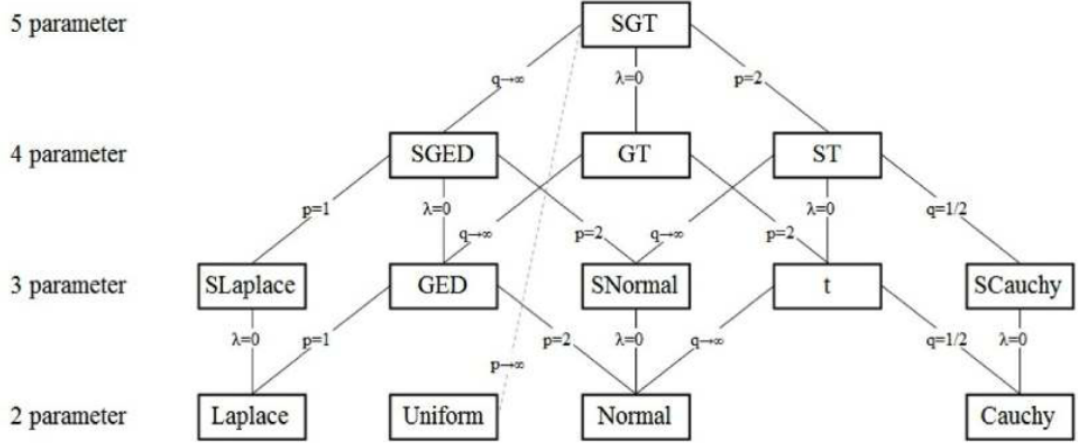 5 parameter
SGT
q→∞
λ=0
p=2
4 parameter
SGED
GT
ST
p=1
λ=0
q→∞
p=2
q→∞
p=2
λ=0
q=1/2
3 parameter
SLaplace
GED
SNormal
t
SCauchy
λ=0
p=1
p=2
λ=0
q→∞
q=1/2
λ=0
p→∞
2 parameter
Laplace
Uniform
Normal
Cauchy